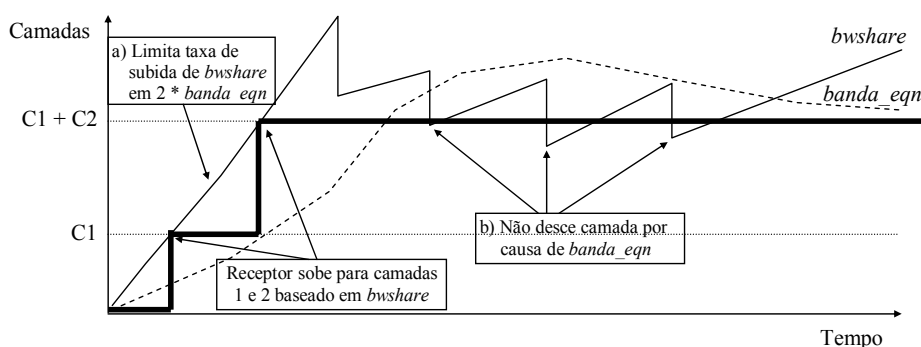 Camadas
a) Limita taxa de
subida de bwshare
em 2 * banda_eqn
bwshare
banda_eqn
C1 + C2
C1
b) Não desce camada por
causa de banda_eqn
Receptor sobe para camadas
1 e 2 baseado em bwshare
Tempo